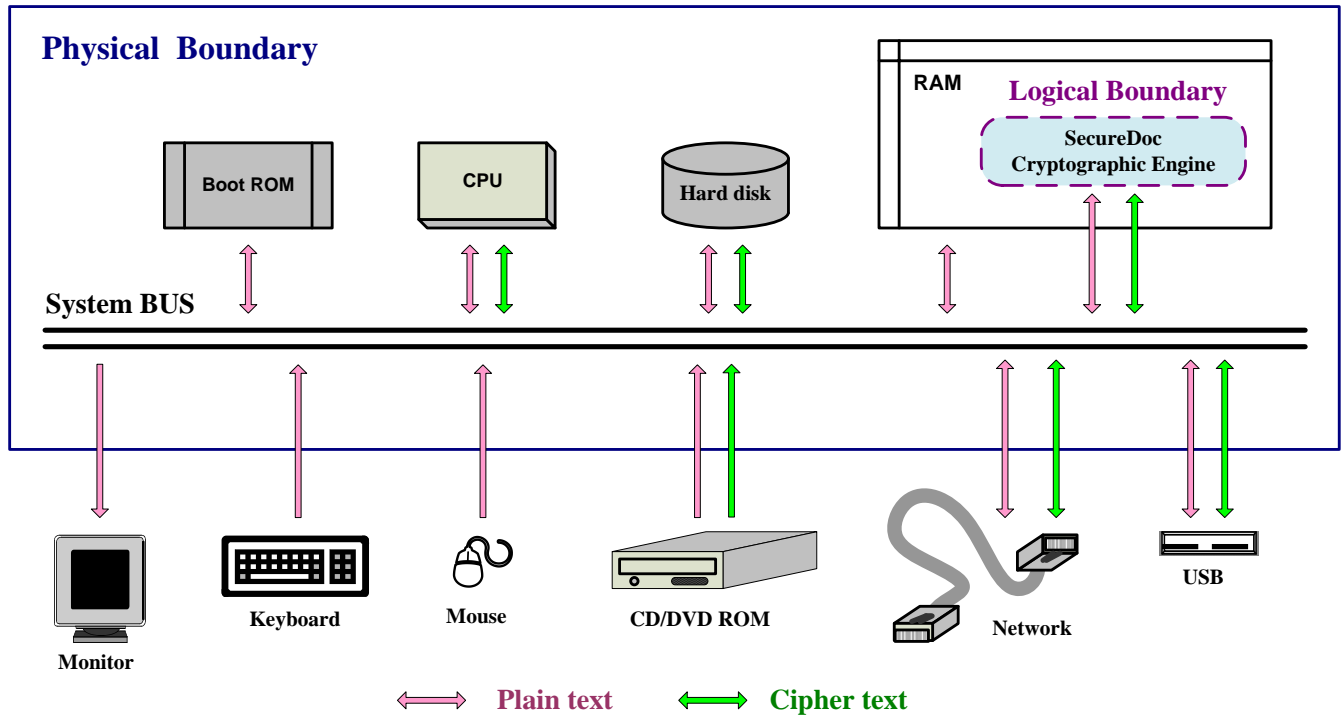 Physical Boundary
RAM
Logical Boundary
SecureDoc
Cryptographic Engine
Boot ROM
CPU
Hard disk
System BUS
Monitor
Keyboard
Mouse
CD/DVD ROM
Network
USB
Plain text
Cipher text